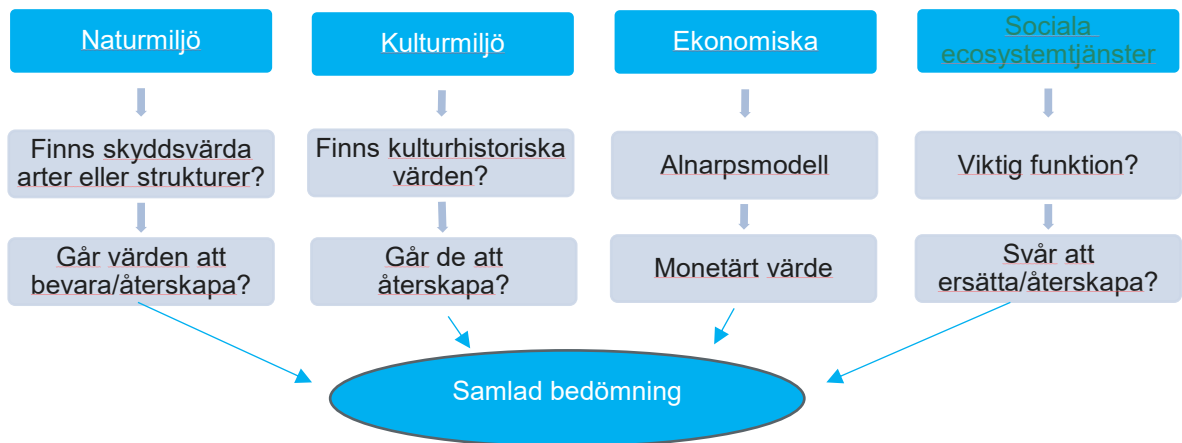 Naturmiljö
Finns skyddsvärda
arter eller strukturer?
Går värden att
bevara/återskapa?
Kulturmiljö
Finns kulturhistoriska
värden?
Går de att
återskapa?
Ekonomiska
Alnarpsmodell
Monetärt värde
Sociala
ecosystemtjänster
Viktig funktion?
Svår att
ersätta/återskapa?
Samlad bedömning